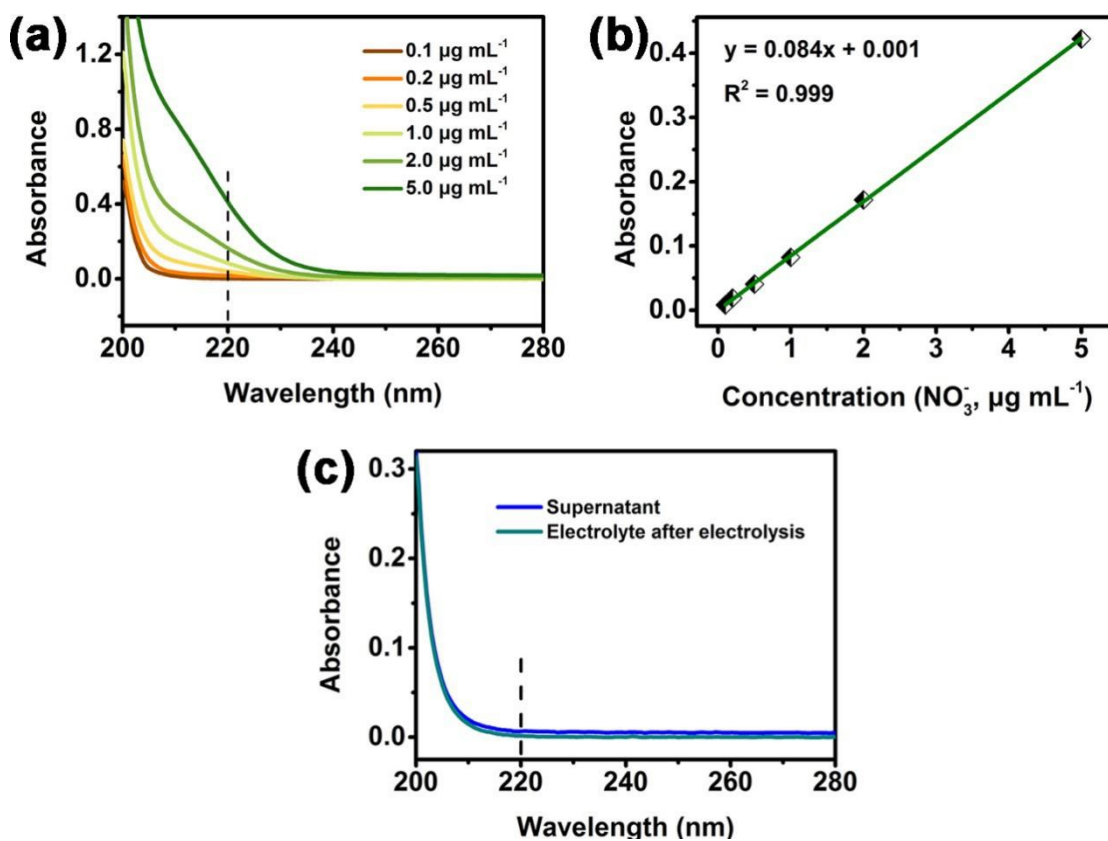 (a)
1.2
0.8
0.4
0.0
Absorbance
200 220 240 260 280
Wavelength (nm)
0.1 µg mL⁻¹
0.2 µg mL⁻¹
0.5 µg mL⁻¹
1.0 µg mL⁻¹
2.0 µg mL⁻¹
5.0 µg mL⁻¹
(b)
y = 0.084x + 0.001
R² = 0.999
0.4
0.3
0.2
0.1
0.0
Absorbance
0 1 2 3 4 5
Concentration (NO₃⁻, µg mL⁻¹)
(c)
0.3
0.2
0.1
0.0
Absorbance
Supernatant
Electrolyte after electrolysis
200 220 240 260 280
Wavelength (nm)